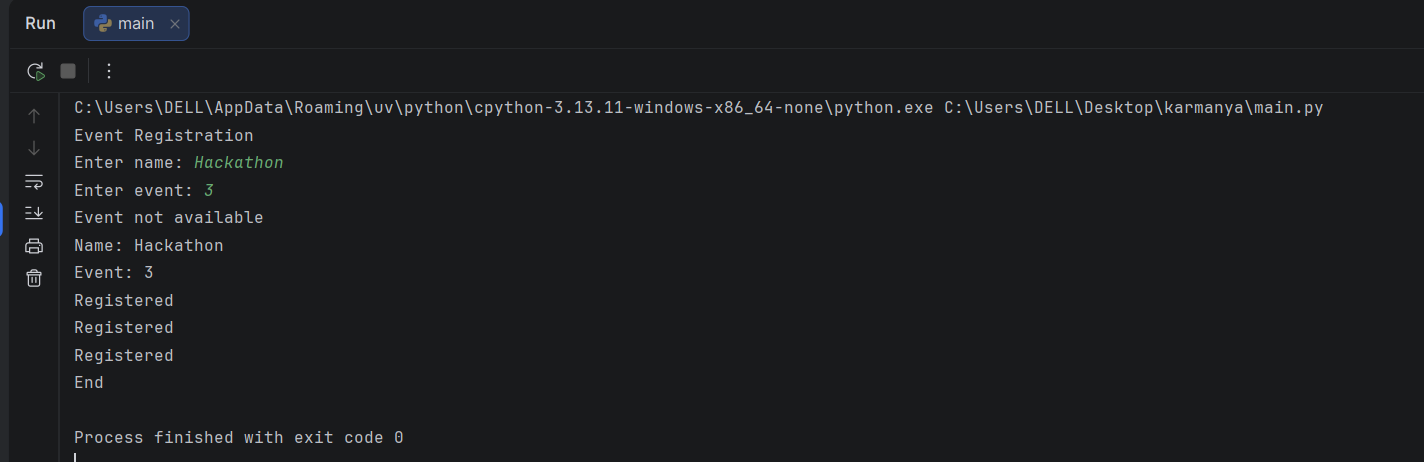 Run main
C:\Users\DELL\AppData\Roaming\uv\python\cpython-3.13.11-windows-x86_64-none\python.exe C:\Users\DELL\Desktop\karmanya\main.py
Event Registration
Enter name: Hackathon
Enter event: 3
Event not available
Name: Hackathon
Event: 3
Registered
Registered
Registered
End
Process finished with exit code 0